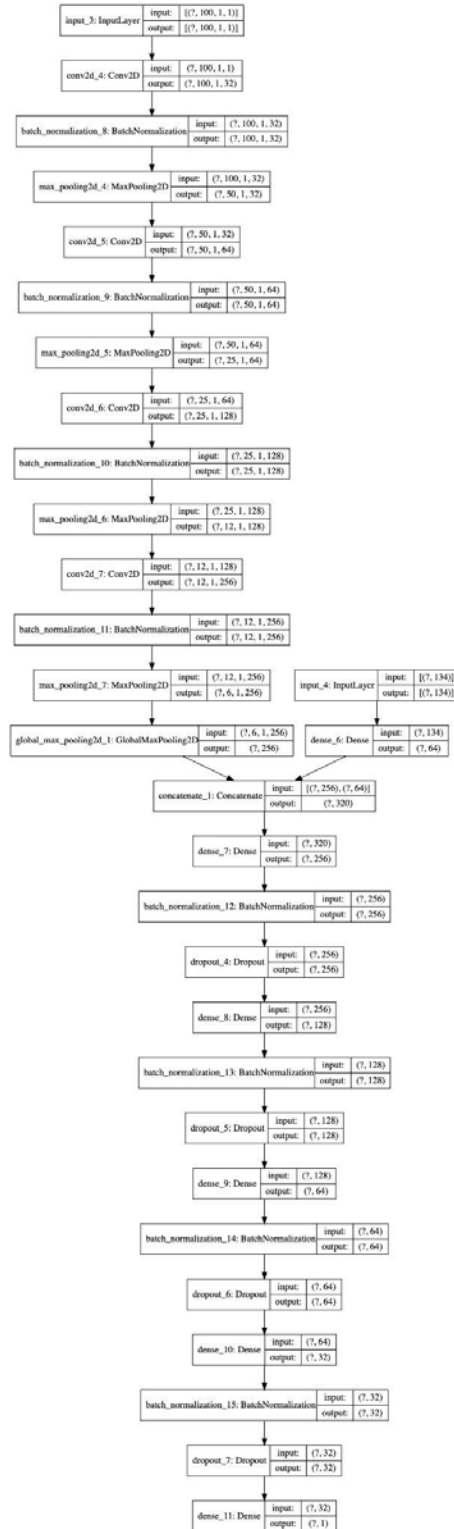 input_3: InputLayer input: [(?, 100, 1, 1)]
output: [(?, 100, 1, 1)]
conv2d_4: Conv2D input: (?, 100, 1, 1)
output: (?, 100, 1, 32)
batch_normalization_8: BatchNormalization input: (?, 100, 1, 32)
output: (?, 100, 1, 32)
max_pooling2d_4: MaxPooling2D input: (?, 100, 1, 32)
output: (?, 50, 1, 32)
conv2d_5: Conv2D input: (?, 50, 1, 32)
output: (?, 50, 1, 64)
batch_normalization_9: BatchNormalization input: (?, 50, 1, 64)
output: (?, 50, 1, 64)
max_pooling2d_5: MaxPooling2D input: (?, 50, 1, 64)
output: (?, 25, 1, 64)
conv2d_6: Conv2D input: (?, 25, 1, 64)
output: (?, 25, 1, 128)
batch_normalization_10: BatchNormalization input: (?, 25, 1, 128)
output: (?, 25, 1, 128)
max_pooling2d_6: MaxPooling2D input: (?, 25, 1, 128)
output: (?, 12, 1, 128)
conv2d_7: Conv2D input: (?, 12, 1, 128)
output: (?, 12, 1, 256)
batch_normalization_11: BatchNormalization input: (?, 12, 1, 256)
output: (?, 12, 1, 256)
max_pooling2d_7: MaxPooling2D input: (?, 12, 1, 256)
output: (?, 6, 1, 256)
input_4: InputLayer input: [(?, 134)]
output: [(?, 134)]
global_max_pooling2d_1: GlobalMaxPooling2D input: (?, 6, 1, 256)
output: (?, 256)
dense_6: Dense input: (?, 134)
output: (?, 64)
concatenate_1: Concatenate input: [(?, 256), (?, 64)]
output: (?, 320)
dense_7: Dense input: (?, 320)
output: (?, 256)
batch_normalization_12: BatchNormalization input: (?, 256)
output: (?, 256)
dropout_4: Dropout input: (?, 256)
output: (?, 256)
dense_8: Dense input: (?, 256)
output: (?, 128)
batch_normalization_13: BatchNormalization input: (?, 128)
output: (?, 128)
dropout_5: Dropout input: (?, 128)
output: (?, 128)
dense_9: Dense input: (?, 128)
output: (?, 64)
batch_normalization_14: BatchNormalization input: (?, 64)
output: (?, 64)
dropout_6: Dropout input: (?, 64)
output: (?, 64)
dense_10: Dense input: (?, 64)
output: (?, 32)
batch_normalization_15: BatchNormalization input: (?, 32)
output: (?, 32)
dropout_7: Dropout input: (?, 32)
output: (?, 32)
dense_11: Dense input: (?, 32)
output: (?, 1)